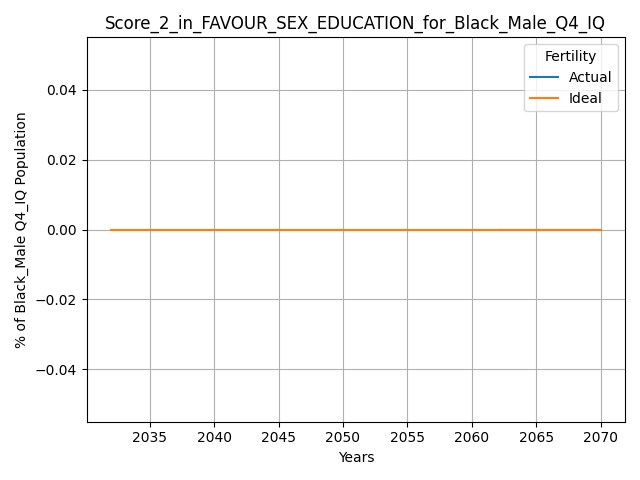 Score_2_in_FAVOUR_SEX_EDUCATION_for_Black_Male_Q4_IQ
Fertility
Actual
Ideal
0.04
0.02
0.00
−0.02
−0.04
% of Black_Male Q4_IQ Population
2035 2040 2045 2050 2055 2060 2065 2070
Years